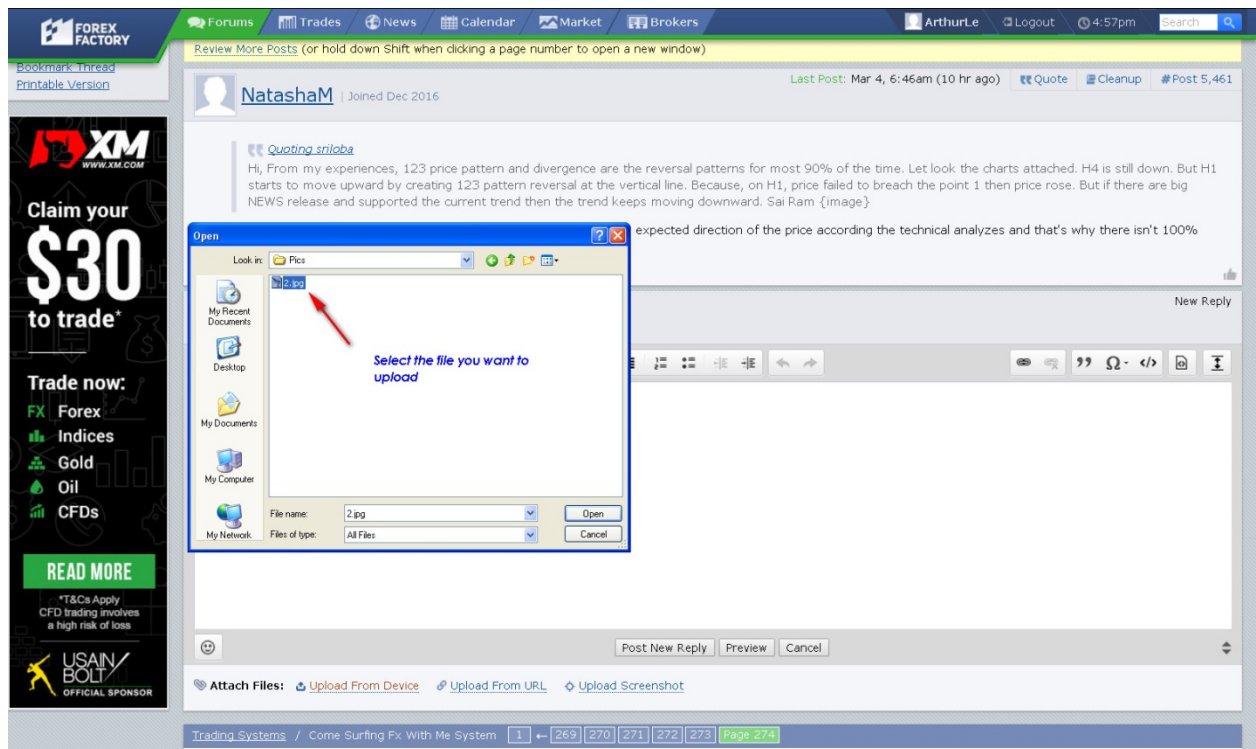 FOREX
FACTORY
Forums
Trades
News
Calendar
Market
Brokers
ArthurLe
Logout
4:57pm
Search
Review More Posts (or hold down Shift when clicking a page number to open a new window)
Bookmark Thread
Printable Version
NatashaM | Joined Dec 2016
Last Post: Mar 4, 6:46am (10 hr ago)
Quote
Cleanup
#Post 5,461
Quoting sriloba
Hi, From my experiences, 123 price pattern and divergence are the reversal patterns for most 90% of the time. Let look the charts attached. H4 is still down. But H1
starts to move upward by creating 123 pattern reversal at the vertical line. Because, on H1, price failed to breach the point 1 then price rose. But if there are big
NEWS release and supported the current trend then the trend keeps moving downward. Sai Ram {image}
expected direction of the price according the technical analyzes and that's why there isn't 100%
New Reply
Open
Look in:
Pics
2.jpg
My Recent
Documents
Desktop
My Documents
My Computer
My Network
Select the file you want to
upload
File name:
2.jpg
Open
Files of type:
All Files
Cancel
XM
WWW.XM.COM
Claim your
$30
to trade*
Trade now:
FX Forex
Indices
Gold
Oil
CFDs
READ MORE
*T&Cs Apply
CFD trading involves
a high risk of loss
USAIN
BOLT
OFFICIAL SPONSOR
Post New Reply
Preview
Cancel
Attach Files:
Upload From Device
Upload From URL
Upload Screenshot
Trading Systems / Come Surfing Fx With Me System
1 ← 269 270 271 272 273 Page 274